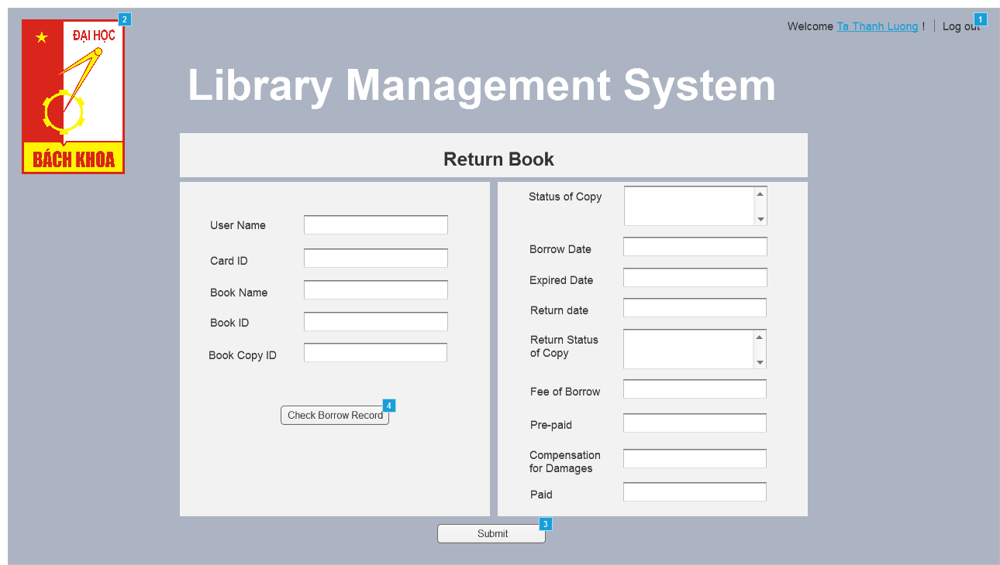 2
ĐẠI HỌC
BÁCH KHOA
Welcome Ta Thanh Luong ! Log out
1
Library Management System
Return Book
User Name
Card ID
Book Name
Book ID
Book Copy ID
Check Borrow Record
4
Status of Copy
Borrow Date
Expired Date
Return date
Return Status
of Copy
Fee of Borrow
Pre-paid
Compensation
for Damages
Paid
Submit
3